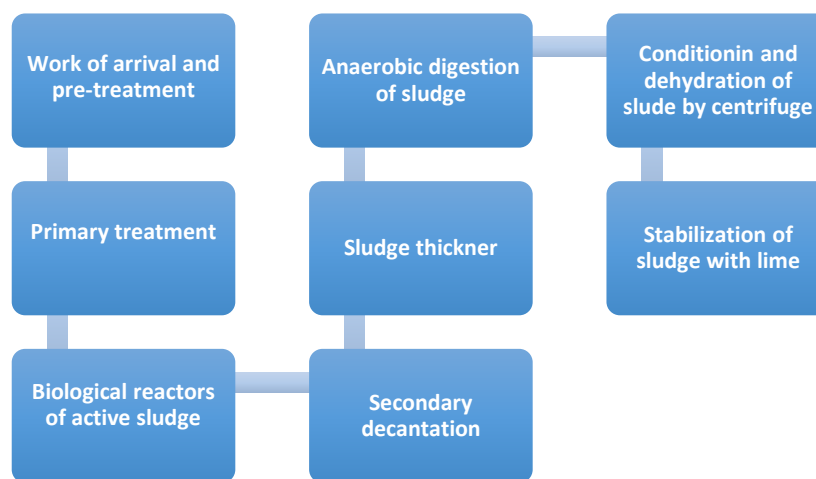 Work of arrival and
pre-treatment
Primary treatment
Biological reactors
of active sludge
Secondary
decantation
Sludge thickner
Anaerobic digestion
of sludge
Conditionin and
dehydration of
slude by centrifuge
Stabilization of
sludge with lime